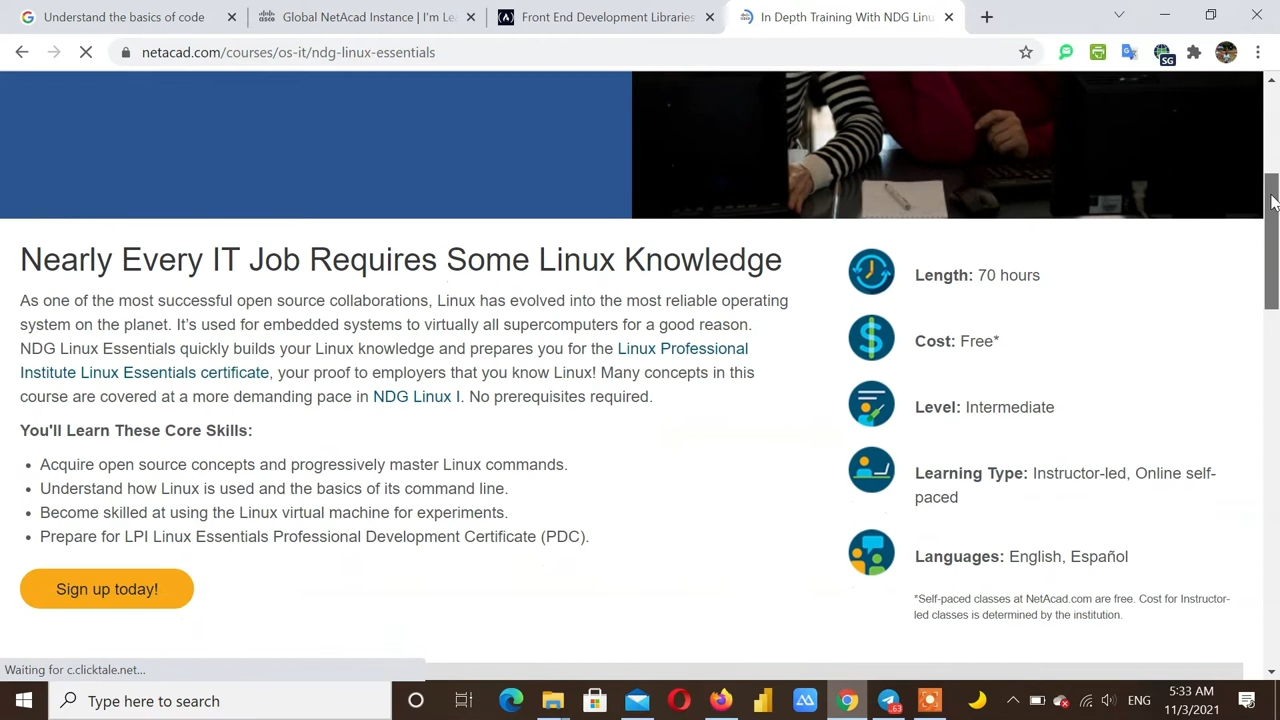 Understand the basics of code
Global NetAcad Instance | I'm Le
Front End Development Libraries
In Depth Training With NDG Linu
netacad.com/courses/os-it/ndg-linux-essentials
SG
Nearly Every IT Job Requires Some Linux Knowledge
As one of the most successful open source collaborations, Linux has evolved into the most reliable operating
system on the planet. It's used for embedded systems to virtually all supercomputers for a good reason.
NDG Linux Essentials quickly builds your Linux knowledge and prepares you for the Linux Professional
Institute Linux Essentials certificate, your proof to employers that you know Linux! Many concepts in this
course are covered at a more demanding pace in NDG Linux I. No prerequisites required.
You'll Learn These Core Skills:
• Acquire open source concepts and progressively master Linux commands.
• Understand how Linux is used and the basics of its command line.
• Become skilled at using the Linux virtual machine for experiments.
• Prepare for LPI Linux Essentials Professional Development Certificate (PDC).
Sign up today!
Length: 70 hours
Cost: Free*
Level: Intermediate
Learning Type: Instructor-led, Online self-
paced
Languages: English, Español
*Self-paced classes at NetAcad.com are free. Cost for Instructor-
led classes is determined by the institution.
Waiting for c.clicktale.net...
Type here to search
63
ENG
5:33 AM
11/3/2021